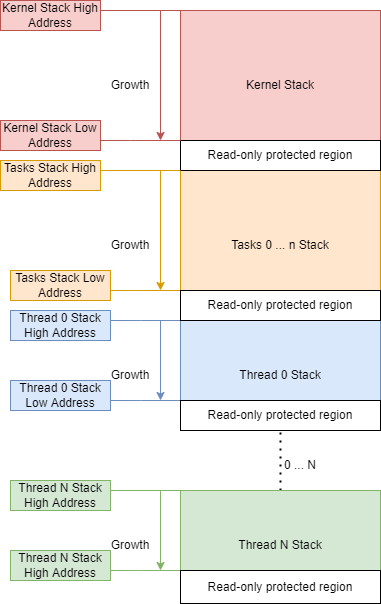 Kernel Stack High
Address
Growth
Kernel Stack
Kernel Stack Low
Address
Read-only protected region
Tasks Stack High
Address
Growth
Tasks 0 ... n Stack
Tasks Stack Low
Address
Read-only protected region
Thread 0 Stack
High Address
Growth
Thread 0 Stack
Thread 0 Stack
Low Address
Read-only protected region
0 ... N
Thread N Stack
High Address
Growth
Thread N Stack
Thread N Stack
High Address
Read-only protected region